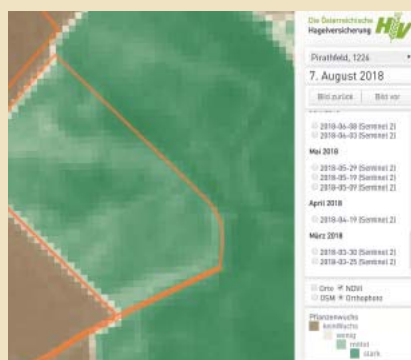 Die Österreichische
Hagelversicherung
Pirathfeld, 1226
7. August 2018
Bild zurück Bild vor
2018-06-08 (Sentinel 2)
2018-06-03 (Sentinel 2)
Mai 2018
2018-05-29 (Sentinel 2)
2018-05-19 (Sentinel 2)
2018-05-09 (Sentinel 2)
April 2018
2018-04-19 (Sentinel 2)
März 2018
2018-03-30 (Sentinel 2)
2018-03-25 (Sentinel 2)
Orte NDVI
OSM Orthophoto
Pflanzenwuchs
kein Wuchs
wenig
mittel
stark